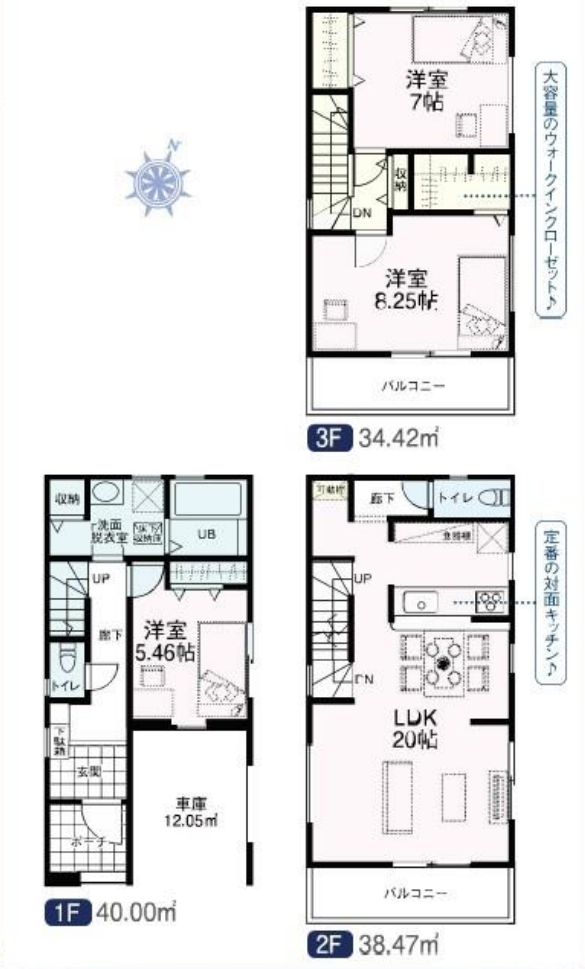 N
洋室
7帖
収納
DN
大容量のウォークインクローゼット♪
洋室
8.25帖
バルコニー
3F 34.42㎡
収納
洗面
脱衣室
床下
収納庫
UB
UP
廊下
洋室
5.46帖
トイレ
下駄箱
玄関
ポーチ
車庫
12.05㎡
1F 40.00㎡
可動棚
廊下
トイレ
食器棚
UP
DN
定番の対面キッチン♪
LDK
20帖
バルコニー
2F 38.47㎡